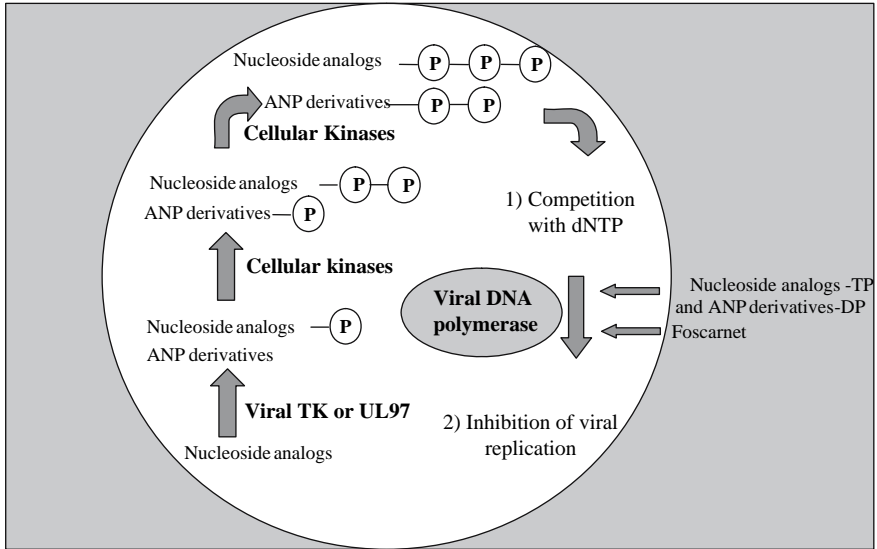 Nucleoside analogs P P P
ANP derivatives P P
Cellular Kinases
Nucleoside analogs P P
ANP derivatives P
Cellular kinases
Nucleoside analogs P
ANP derivatives
Viral TK or UL97
Nucleoside analogs
1) Competition
with dNTP
Viral DNA
polymerase
Nucleoside analogs -TP
and ANP derivatives-DP
Foscarnet
2) Inhibition of viral
replication